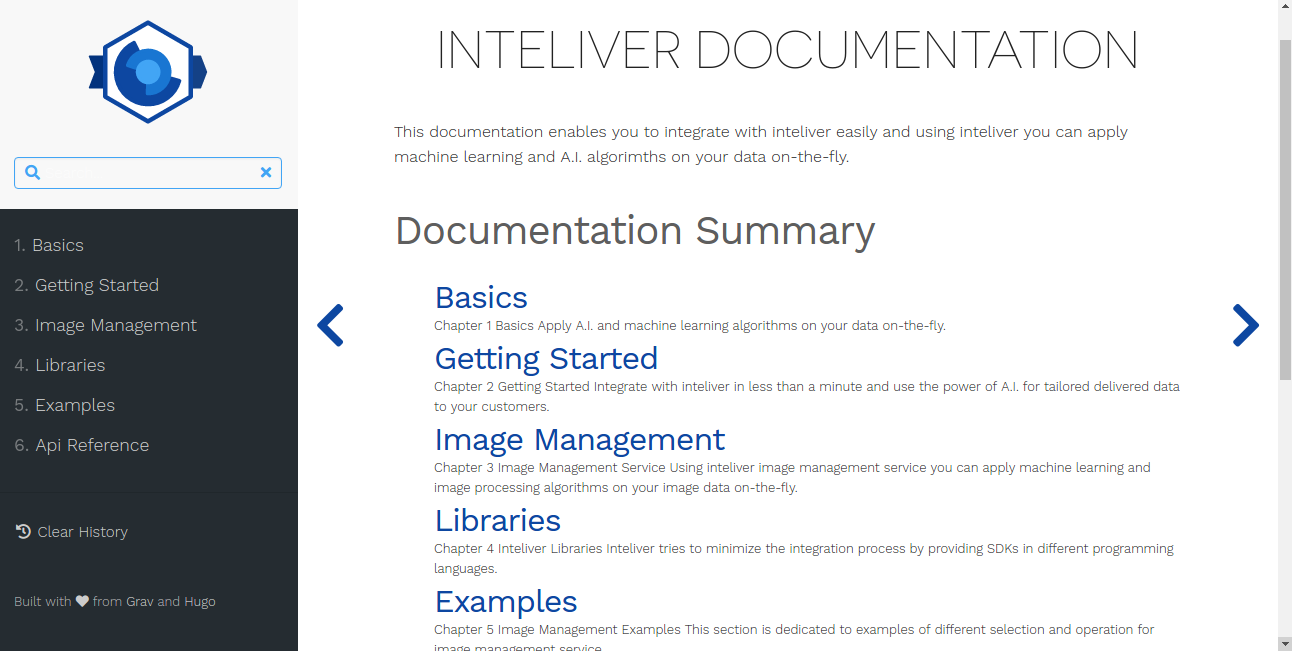 1. Basics
2. Getting Started
3. Image Management
4. Libraries
5. Examples
6. Api Reference
Clear History
Built with from Grav and Hugo
INTELIVER DOCUMENTATION
This documentation enables you to integrate with inteliver easily and using inteliver you can apply
machine learning and A.I. algorimths on your data on-the-fly.
Documentation Summary
Basics
Chapter 1 Basics Apply A.I. and machine learning algorithms on your data on-the-fly.
Getting Started
Chapter 2 Getting Started Integrate with inteliver in less than a minute and use the power of A.I. for tailored delivered data
to your customers.
Image Management
Chapter 3 Image Management Service Using inteliver image management service you can apply machine learning and
image processing algorithms on your image data on-the-fly.
Libraries
Chapter 4 Inteliver Libraries Inteliver tries to minimize the integration process by providing SDKs in different programming
languages.
Examples
Chapter 5 Image Management Examples This section is dedicated to examples of different selection and operation for
image management service.